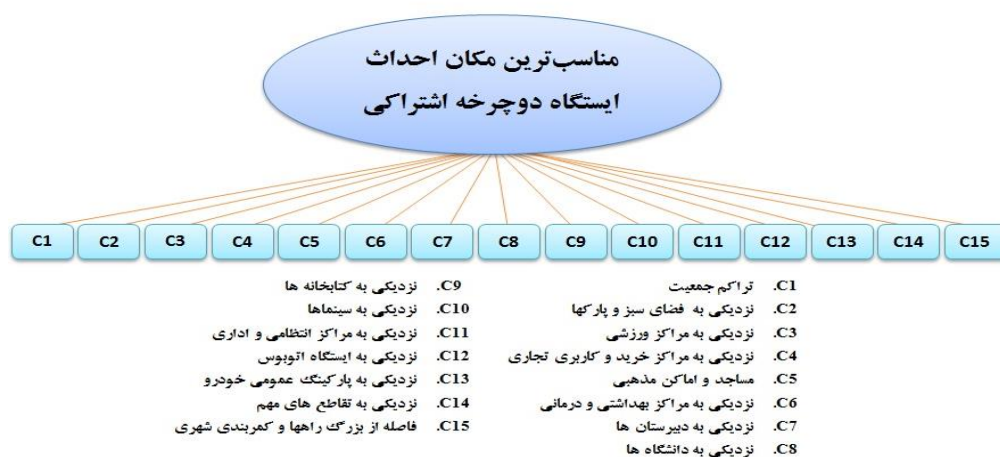 مناسب‌ترین مکان احداث
ایستگاه دوچرخه اشتراکی
C1 C2 C3 C4 C5 C6 C7 C8 C9 C10 C11 C12 C13 C14 C15
C1. تراکم جمعیت
C2. نزدیکی به فضای سبز و پارکها
C3. نزدیکی به مراکز ورزشی
C4. نزدیکی به مراکز خرید و کاربری تجاری
C5. مساجد و اماکن مذهبی
C6. نزدیکی به مراکز بهداشتی و درمانی
C7. نزدیکی به دبیرستان ها
C8. نزدیکی به دانشگاه ها
C9. نزدیکی به کتابخانه ها
C10. نزدیکی به سینماها
C11. نزدیکی به مراکز انتظامی و اداری
C12. نزدیکی به ایستگاه اتوبوس
C13. نزدیکی به پارکینگ عمومی خودرو
C14. نزدیکی به تقاطع های مهم
C15. فاصله از بزرگ راهها و کمربندی شهری